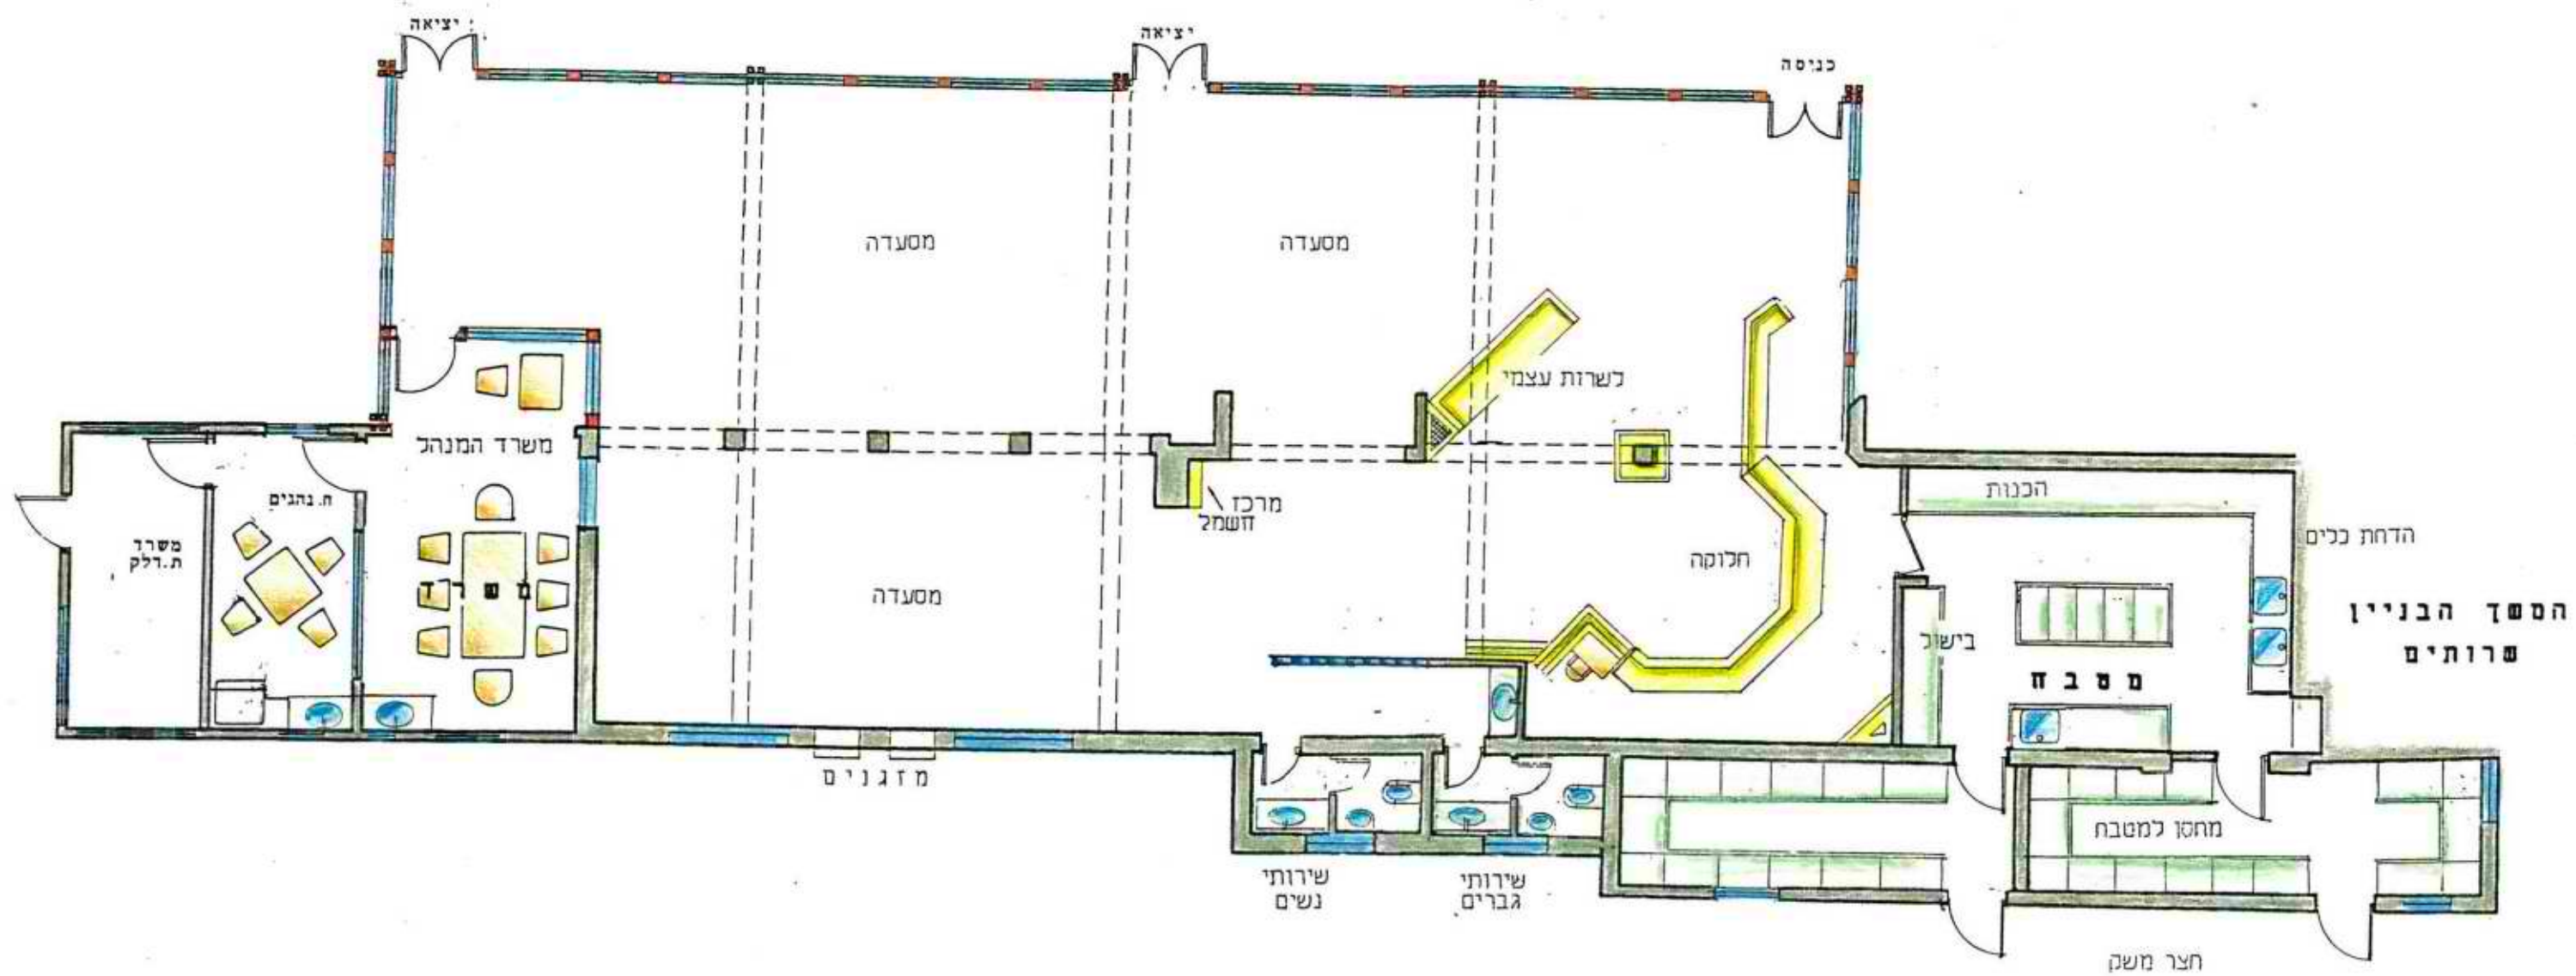 יציאה
יציאה
כניסה
מסעדה
מסעדה
לשרות עצמי
משרד המנהל
ח. נהגים
משרד
ת.דלק
משרד
מרכז
חשמל
מסעדה
חלוקה
הכנות
הדחת כלים
בישול
מטבח
המשך הבניין
שרותים
מזגנים
שירותי
נשים
שירותי
גברים
מחסן למטבח
חצר משק